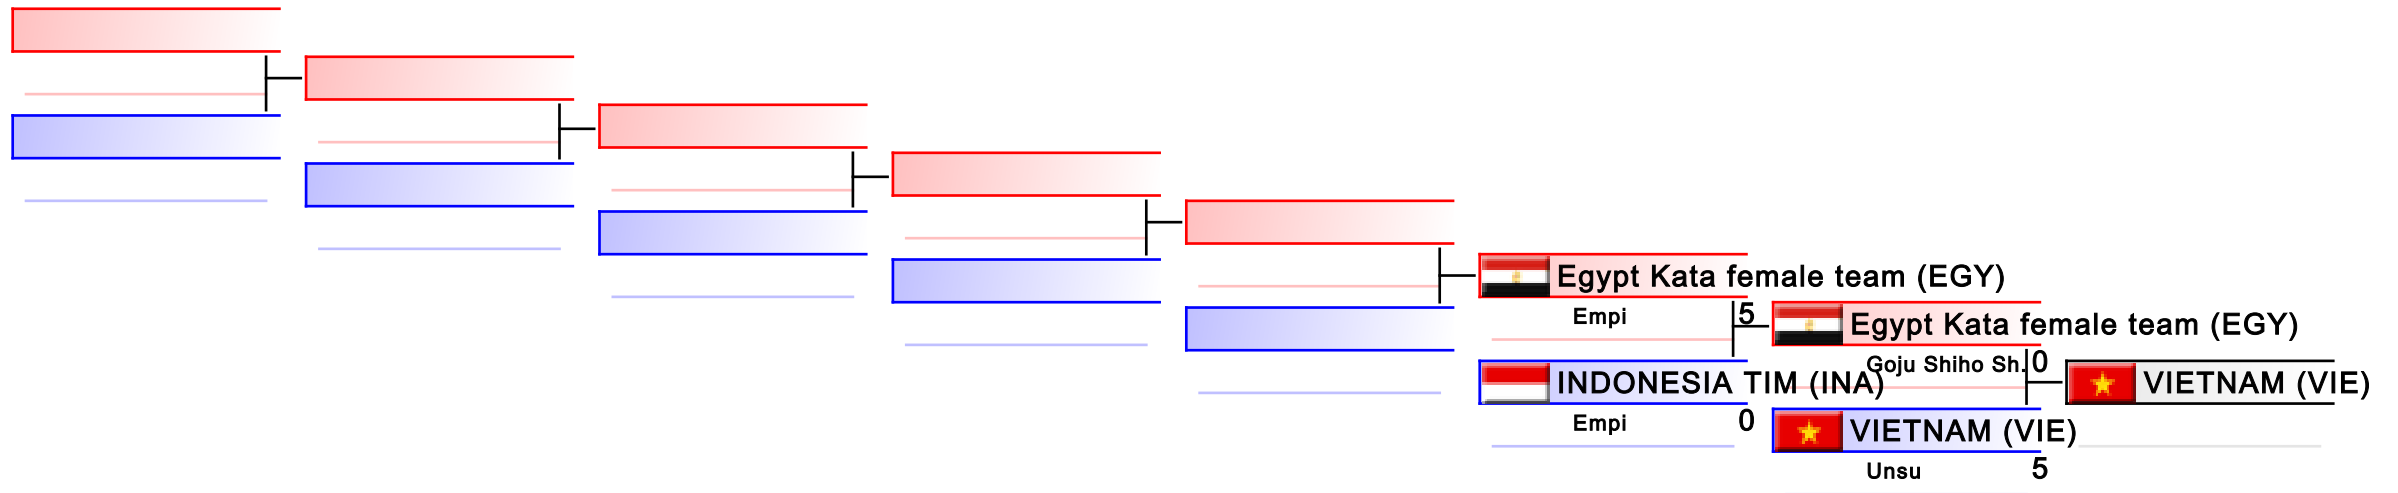 Egypt Kata female team (EGY)
Empi
5
Egypt Kata female team (EGY)
Goju Shiho Sh.
0
INDONESIA TIM (INA)
VIETNAM (VIE)
Empi
0
VIETNAM (VIE)
Unsu
5